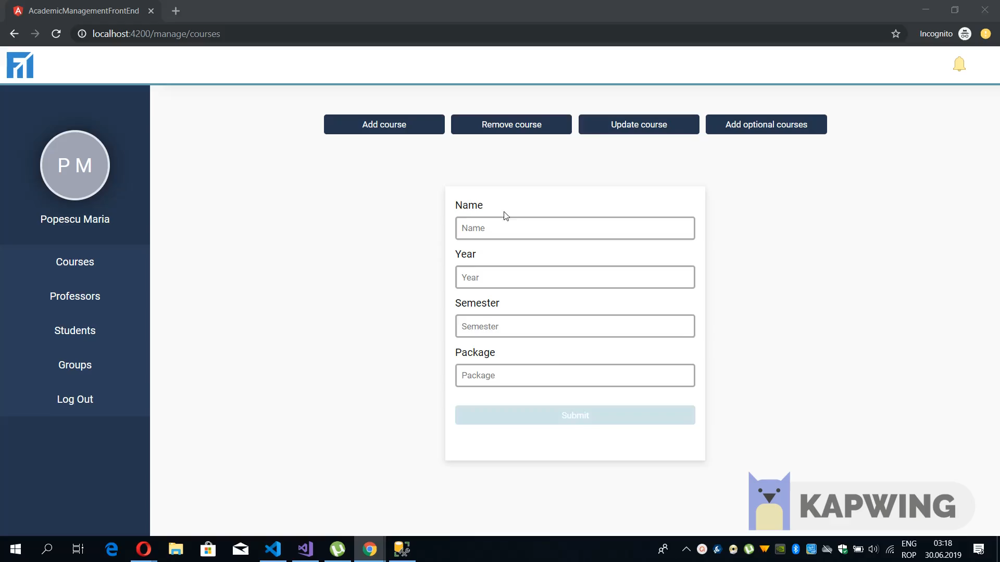 AcademicManagementFrontEnd
localhost:4200/manage/courses
Incognito
P M
Popescu Maria
Courses
Professors
Students
Groups
Log Out
Add course
Remove course
Update course
Add optional courses
Name
Name
Year
Year
Semester
Semester
Package
Package
Submit
KAPWING
ENG
ROP
03:18
30.06.2019